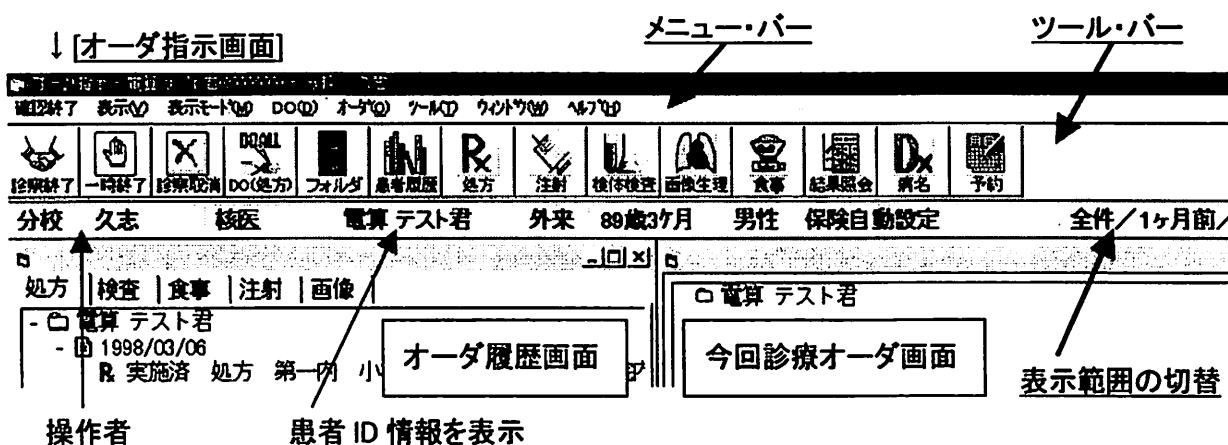 メニュー・バー
ツール・バー
↓[オーダ指示画面]
確認終了 表示(V) 表示モード(M) DO(D) オーダ(O) ツール(T) ウィンドウ(W) ヘルプ(H)
DO ALL
Rx
Dx
診察終了 一時終了 診察取消 DO(処方) フォルダ 患者履歴 処方 注射 検体検査 画像生理 食事 結果照会 病名 予約
分校 久志 核医 電算 テスト君 外来 89歳3ケ月 男性 保険自動設定 全件/1ヶ月前/
処方 検査 食事 注射 画像
電算 テスト君
- 電算 テスト君
- 1998/03/06
R 実施済 処方 第一内 小
オーダ履歴画面
今回診療オーダ画面
表示範囲の切替
操作者
患者 ID 情報を表示